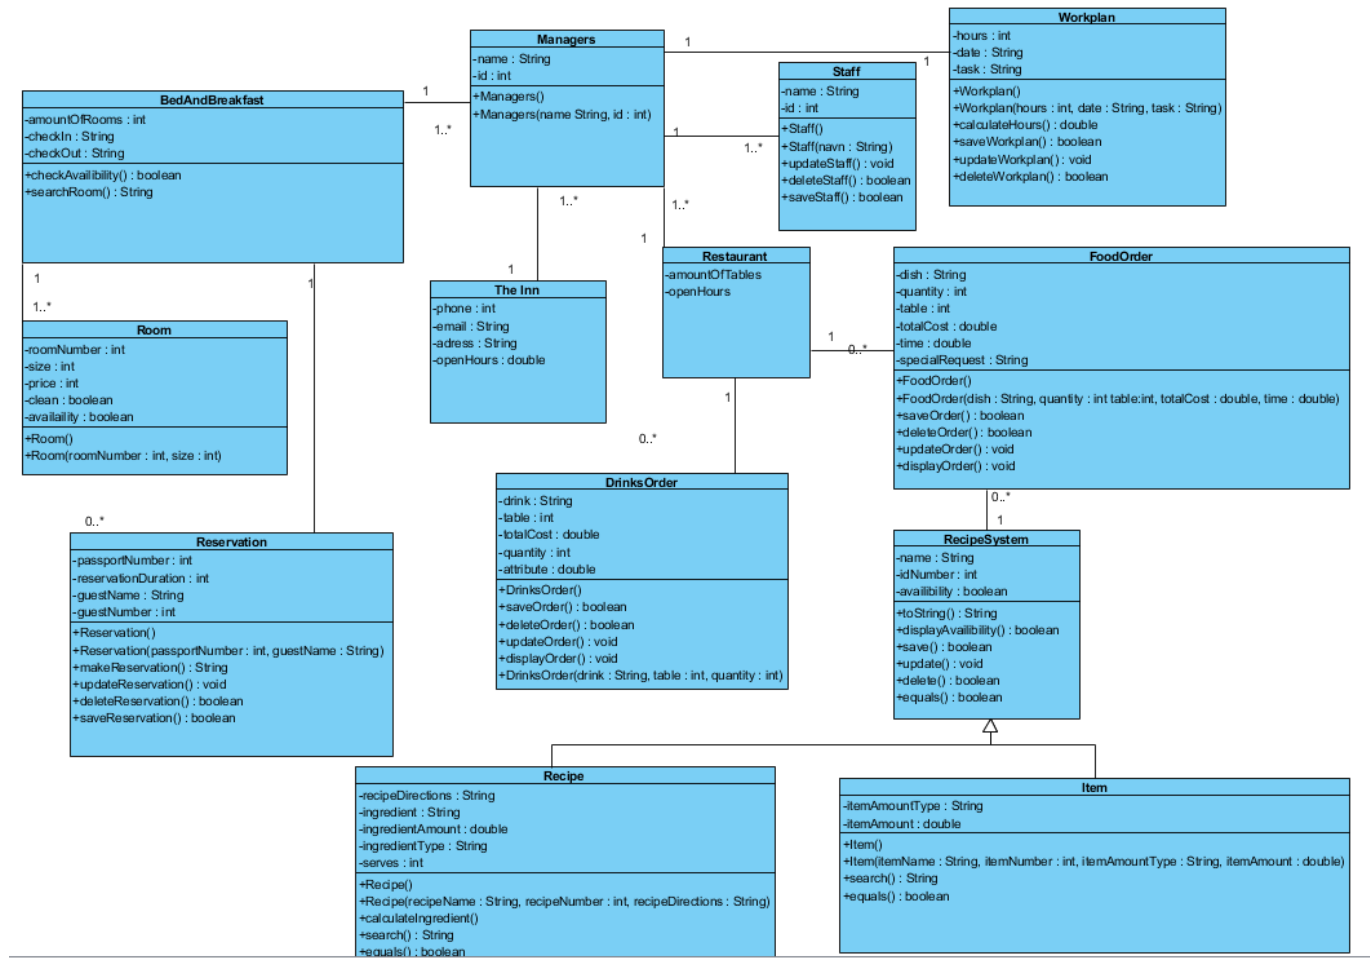 Managers
-name : String
-id : int
+Managers()
+Managers(name String, id : int)
1
1
Workplan
-hours : int
-date : String
-task : String
+Workplan()
+Workplan(hours : int, date : String, task : String)
+calculateHours() : double
+saveWorkplan() : boolean
+updateWorkplan() : void
+deleteWorkplan() : boolean
Staff
-name : String
-id : int
+Staff()
+Staff(navn : String)
+updateStaff() : void
+deleteStaff() : boolean
+saveStaff() : boolean
1
1..*
BedAndBreakfast
-amountOfRooms : int
-checkIn : String
-checkOut : String
+checkAvailibility() : boolean
+searchRoom() : String
1
1..*
1..*
1
1..*
1
1
1..*
1
The Inn
-phone : int
-email : String
-adress : String
-openHours : double
Restaurant
-amountOfTables
-openHours
1
0..*
FoodOrder
-dish : String
-quantity : int
-table : int
-totalCost : double
-time : double
-specialRequest : String
+FoodOrder()
+FoodOrder(dish : String, quantity : int table:int, totalCost : double, time : double)
+saveOrder() : boolean
+deleteOrder() : boolean
+updateOrder() : void
+displayOrder() : void
Room
-roomNumber : int
-size : int
-price : int
-clean : boolean
-availaility : boolean
+Room()
+Room(roomNumber : int, size : int)
1
0..*
0..*
0..*
1
DrinksOrder
-drink : String
-table : int
-totalCost : double
-quantity : int
-attribute : double
+DrinksOrder()
+saveOrder() : boolean
+deleteOrder() : boolean
+updateOrder() : void
+displayOrder() : void
+DrinksOrder(drink : String, table : int, quantity : int)
Reservation
-passportNumber : int
-reservationDuration : int
-guestName : String
-guestNumber : int
+Reservation()
+Reservation(passportNumber : int, guestName : String)
+makeReservation() : String
+updateReservation() : void
+deleteReservation() : boolean
+saveReservation() : boolean
RecipeSystem
-name : String
-idNumber : int
-availibility : boolean
+toString() : String
+displayAvailibility() : boolean
+save() : boolean
+update() : void
+delete() : boolean
+equals() : boolean
Recipe
-recipeDirections : String
-ingredient : String
-ingredientAmount : double
-ingredientType : String
-serves : int
+Recipe()
+Recipe(recipeName : String, recipeNumber : int, recipeDirections : String)
+calculateIngredient()
+search() : String
+equals() : boolean
Item
-itemAmountType : String
-itemAmount : double
+Item()
+Item(itemName : String, itemNumber : int, itemAmountType : String, itemAmount : double)
+search() : String
+equals() : boolean